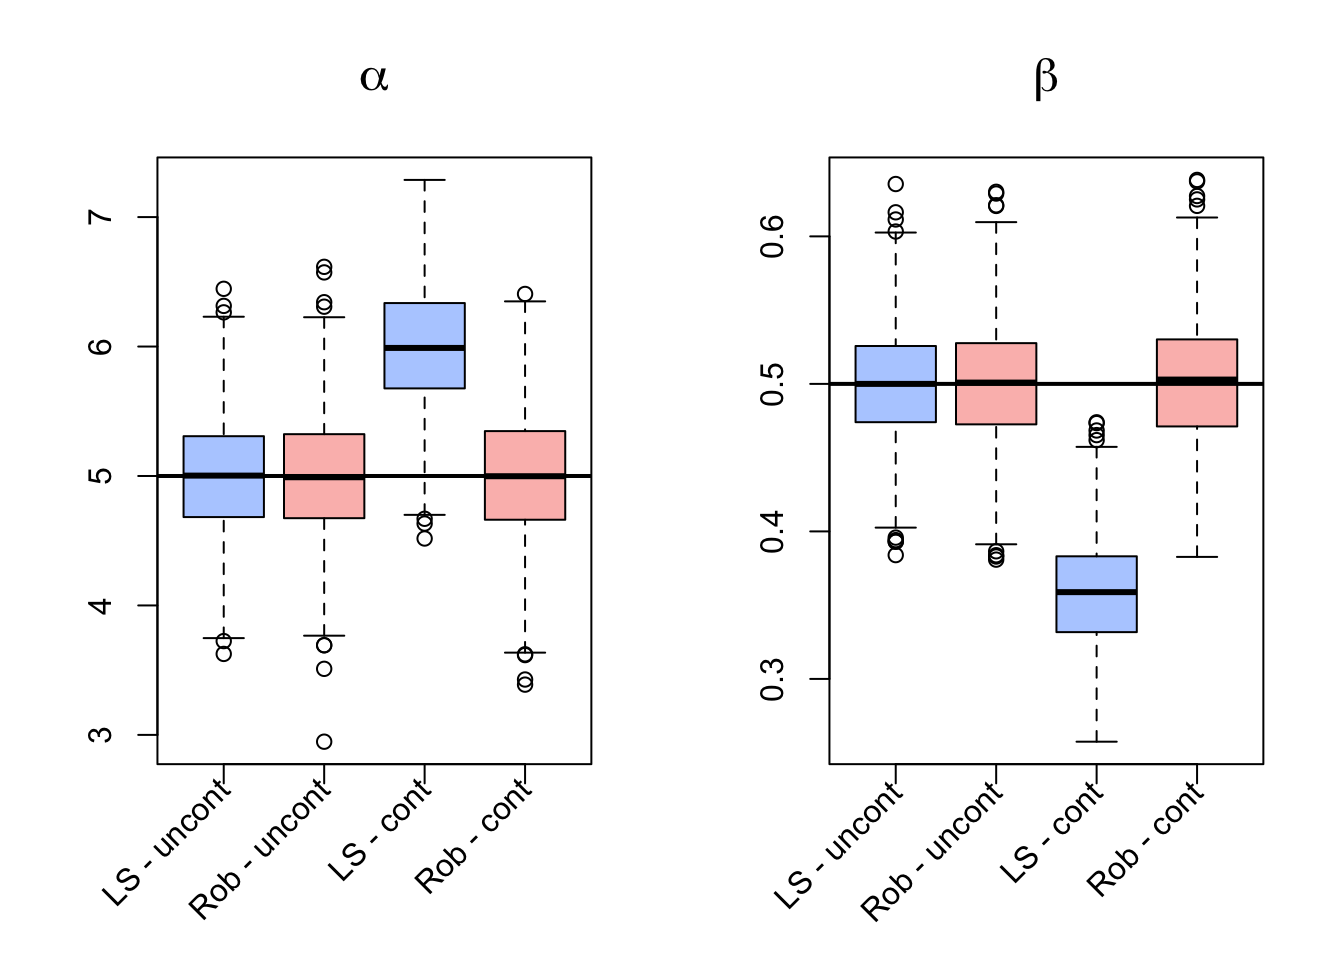 α
7
6
5
4
3
LS - uncont
Rob - uncont
LS - cont
Rob - cont
β
0.6
0.5
0.4
0.3
LS - uncont
Rob - uncont
LS - cont
Rob - cont